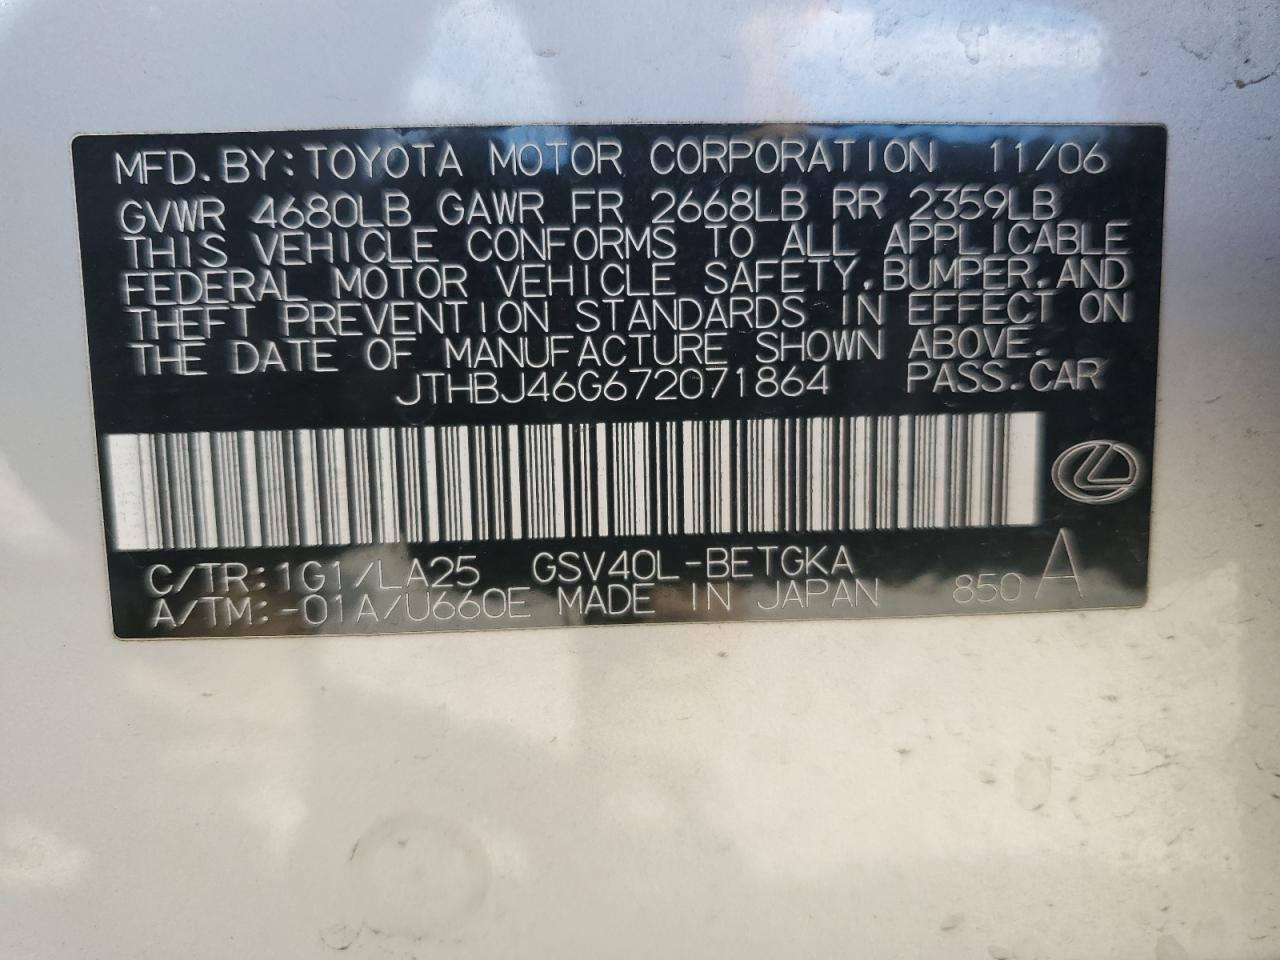 MFD. BY: TOYOTA MOTOR CORPORATION 11/06
GVWR 4680LB GAWR FR 2668LB RR 2359LB
THIS VEHICLE CONFORMS TO ALL APPLICABLE
FEDERAL MOTOR VEHICLE SAFETY, BUMPER, AND
THEFT PREVENTION STANDARDS IN EFFECT ON
THE DATE OF MANUFACTURE SHOWN ABOVE.
JTHBJ46G672071864 PASS. CAR
C/TR: 1G1/LA25 GSV40L-BETGKA
A/TM: -01A/U660E MADE IN JAPAN 850 A